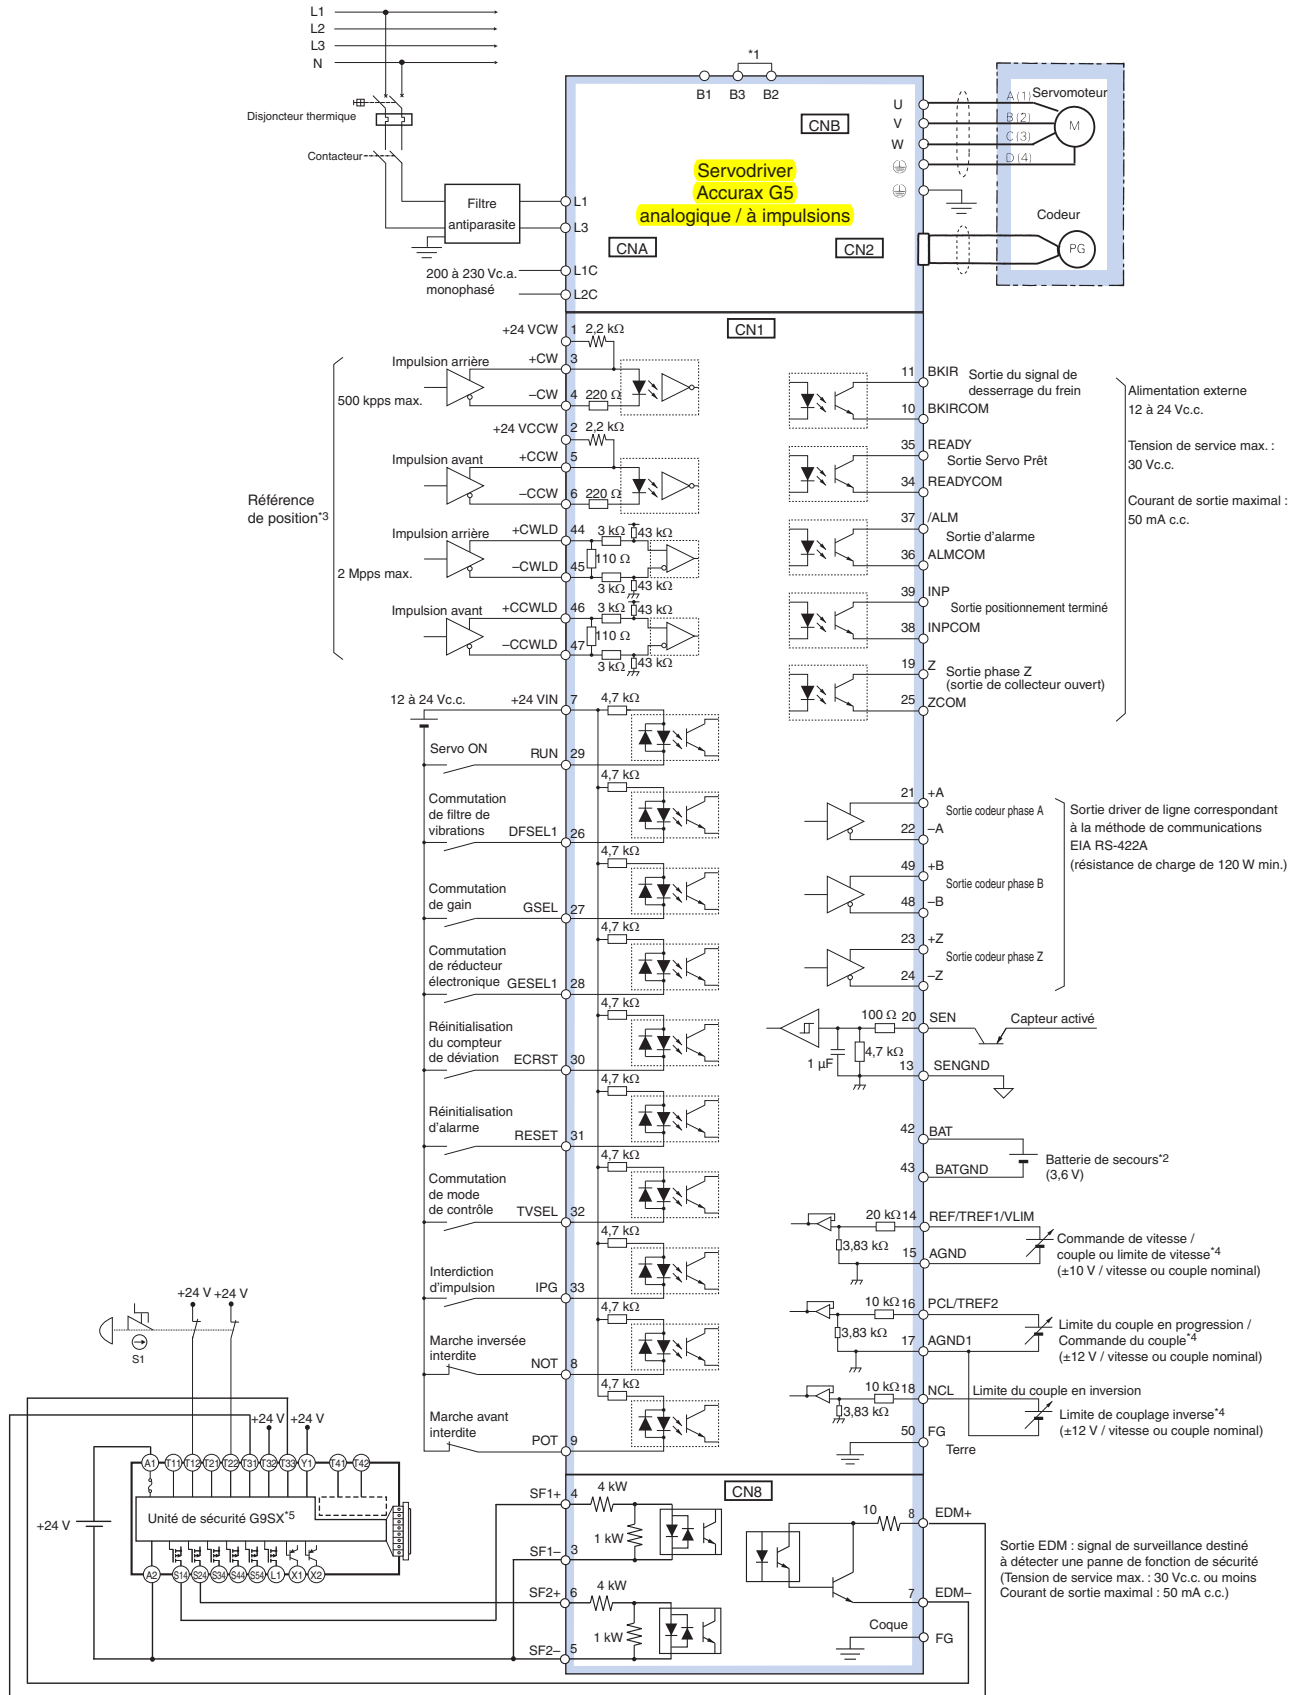 L1
L2
L3
N
Disjoncteur thermique
Contacteur
Filtre
antiparasite
L1
L3
200 à 230 Vc.a.
monophasé
L1C
L2C
*1
B1
B3
B2
CNB
Servodriver
Accurax G5
analogique / à impulsions
CNA
CN2
U
V
W
A (1)
B (2)
C (3)
D (4)
Servomoteur
M
Codeur
PG
CN1
+24 VCW
1
2,2 kΩ
Impulsion arrière
+CW
3
500 kpps max.
−CW
4
220 Ω
+24 VCCW
2
2,2 kΩ
Impulsion avant
+CCW
5
−CCW
6
220 Ω
Référence
de position*3
Impulsion arrière
+CWLD
44
3 kΩ
43 kΩ
110 Ω
2 Mpps max.
−CWLD
45
3 kΩ
43 kΩ
Impulsion avant
+CCWLD
46
3 kΩ
43 kΩ
110 Ω
−CCWLD
47
3 kΩ
43 kΩ
12 à 24 Vc.c.
+24 VIN
7
4,7 kΩ
Servo ON
RUN
29
4,7 kΩ
Commutation
de filtre de
vibrations
DFSEL1
26
4,7 kΩ
Commutation
de gain
GSEL
27
4,7 kΩ
Commutation
de réducteur
électronique
GESEL1
28
4,7 kΩ
Réinitialisation
du compteur
de déviation
ECRST
30
4,7 kΩ
Réinitialisation
d'alarme
RESET
31
4,7 kΩ
Commutation
de mode
de contrôle
TVSEL
32
4,7 kΩ
Interdiction
d'impulsion
IPG
33
4,7 kΩ
Marche inversée
interdite
NOT
8
4,7 kΩ
Marche avant
interdite
POT
9
11
BKIR
Sortie du signal de
desserrage du frein
10
BKIRCOM
35
READY
Sortie Servo Prêt
34
READYCOM
37
/ALM
Sortie d'alarme
36
ALMCOM
39
INP
Sortie positionnement terminé
38
INPCOM
19
Z
Sortie phase Z
(sortie de collecteur ouvert)
25
ZCOM
Alimentation externe
12 à 24 Vc.c.
Tension de service max. :
30 Vc.c.
Courant de sortie maximal :
50 mA c.c.
21
+A
Sortie codeur phase A
22
−A
49
+B
Sortie codeur phase B
48
−B
23
+Z
Sortie codeur phase Z
24
−Z
Sortie driver de ligne correspondant
à la méthode de communications
EIA RS-422A
(résistance de charge de 120 W min.)
100 Ω
20
SEN
Capteur activé
4,7 kΩ
1 µF
13
SENGND
42
BAT
43
BATGND
Batterie de secours*2
(3,6 V)
20 kΩ
14
REF/TREF1/VLIM
3,83 kΩ
15
AGND
Commande de vitesse /
couple ou limite de vitesse*4
(±10 V / vitesse ou couple nominal)
10 kΩ
16
PCL/TREF2
3,83 kΩ
17
AGND1
Limite du couple en progression /
Commande du couple*4
(±12 V / vitesse ou couple nominal)
10 kΩ
18
NCL
Limite du couple en inversion
3,83 kΩ
Limite de couplage inverse*4
(±12 V / vitesse ou couple nominal)
50
FG
Terre
+24 V
+24 V
S1
+24 V
+24 V
A1
T11
T12
T21
T22
T31
T32
T33
Y1
T41
T42
+24 V
Unité de sécurité G9SX*5
A2
S14
S24
S34
S44
S54
L1
X1
X2
CN8
SF1+
4
4 kW
1 kW
SF1−
3
SF2+
6
4 kW
1 kW
SF2−
5
10
8
EDM+
7
EDM−
Coque
FG
Sortie EDM : signal de surveillance destiné
à détecter une panne de fonction de sécurité
(Tension de service max. : 30 Vc.c. ou moins
Courant de sortie maximal : 50 mA c.c.)